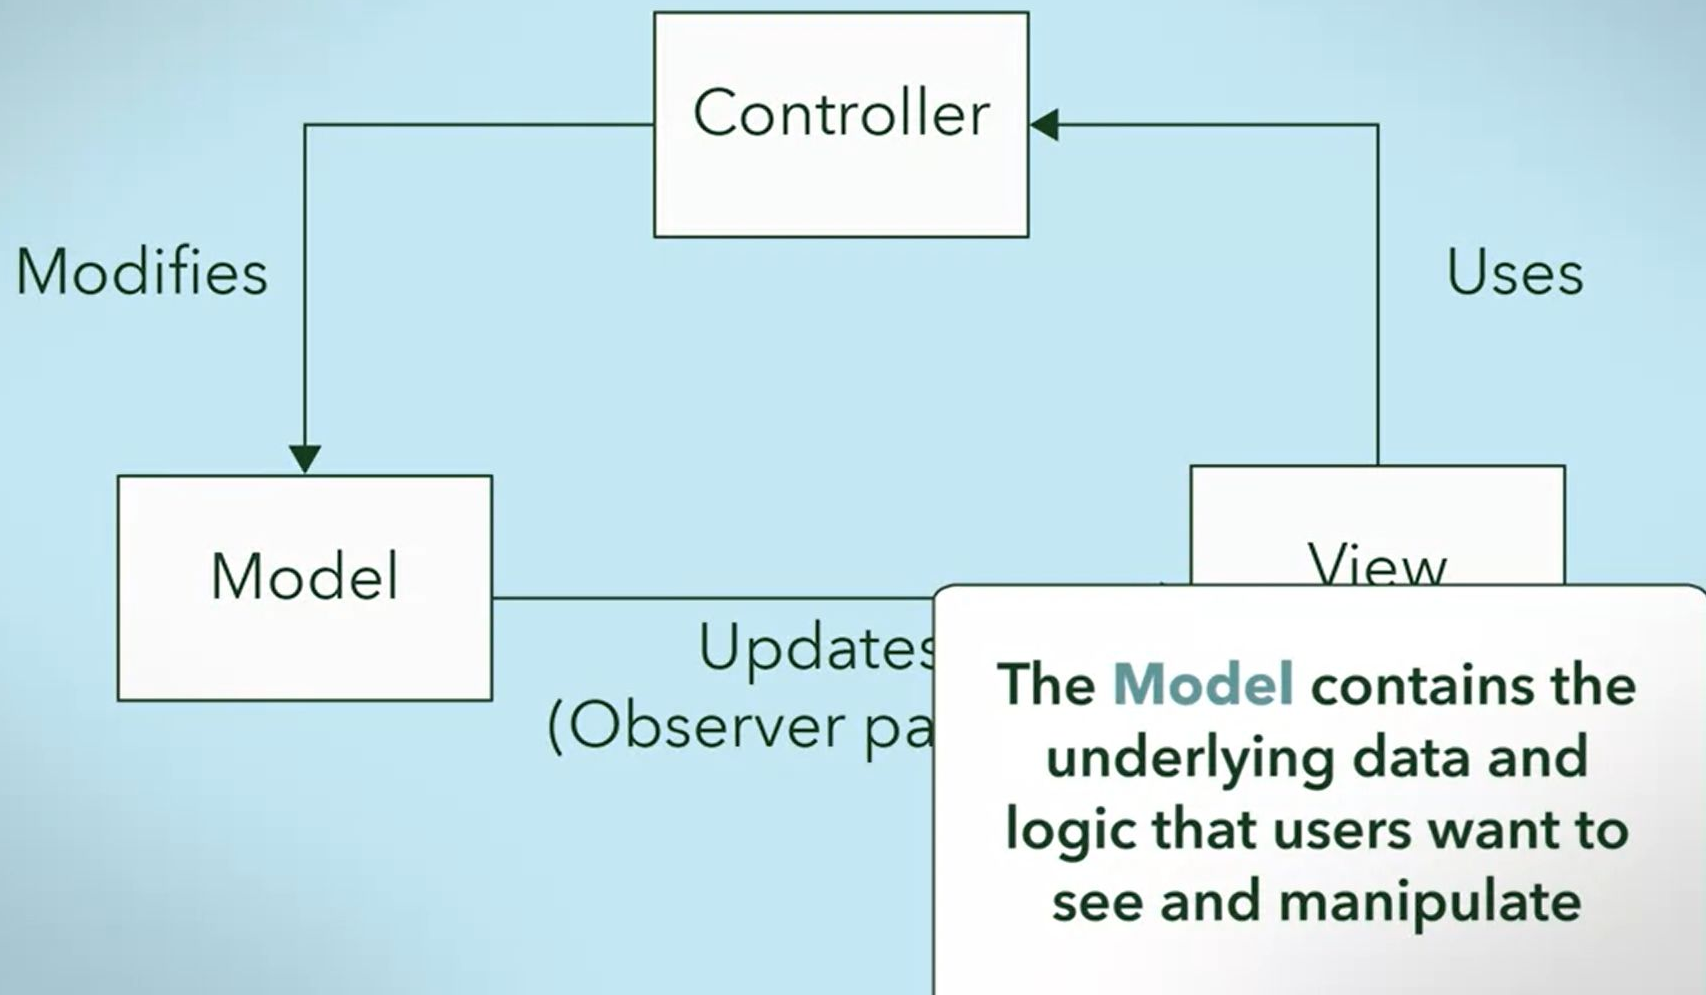 Controller
Modifies
Uses
Model
View
Updates
(Observer pa
The Model contains the
underlying data and
logic that users want to
see and manipulate